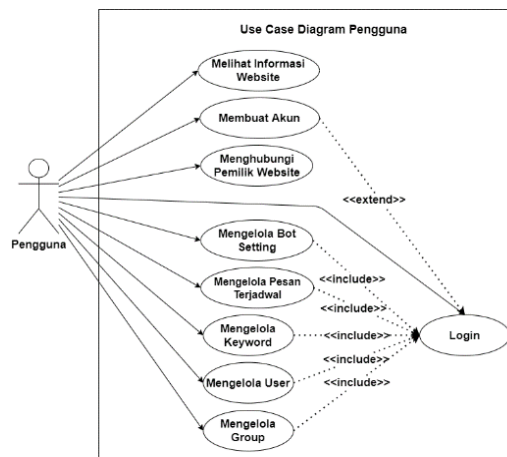 Use Case Diagram Pengguna
Melihat Informasi
Website
Membuat Akun
Menghubungi
Pemilik Website
<<extend>>
Pengguna
Mengelola Bot
Setting
<<include>>
Mengelola Pesan
Terjadwal
<<include>>
Mengelola
Keyword
<<include>>
Login
<<include>>
Mengelola User
<<include>>
Mengelola
Group